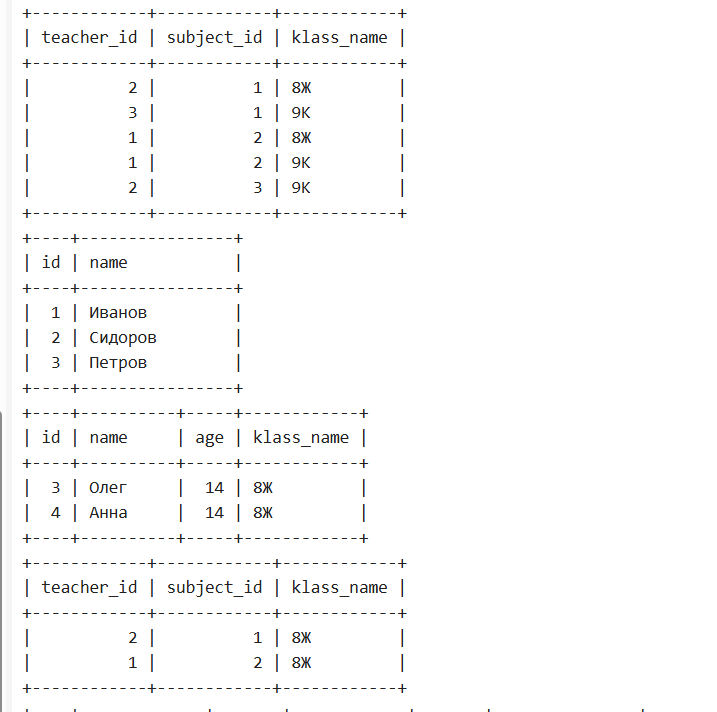 +------------+------------+------------+
| teacher_id | subject_id | klass_name |
+------------+------------+------------+
|          2 |          1 | 8Ж         |
|          3 |          1 | 9К         |
|          1 |          2 | 8Ж         |
|          1 |          2 | 9К         |
|          2 |          3 | 9К         |
+------------+------------+------------+
+----+----------------+
| id | name           |
+----+----------------+
|  1 | Иванов         |
|  2 | Сидоров        |
|  3 | Петров         |
+----+----------------+
+----+----------+-----+------------+
| id | name     | age | klass_name |
+----+----------+-----+------------+
|  3 | Олег     |  14 | 8Ж         |
|  4 | Анна     |  14 | 8Ж         |
+----+----------+-----+------------+
+------------+------------+------------+
| teacher_id | subject_id | klass_name |
+------------+------------+------------+
|          2 |          1 | 8Ж         |
|          1 |          2 | 8Ж         |
+------------+------------+------------+